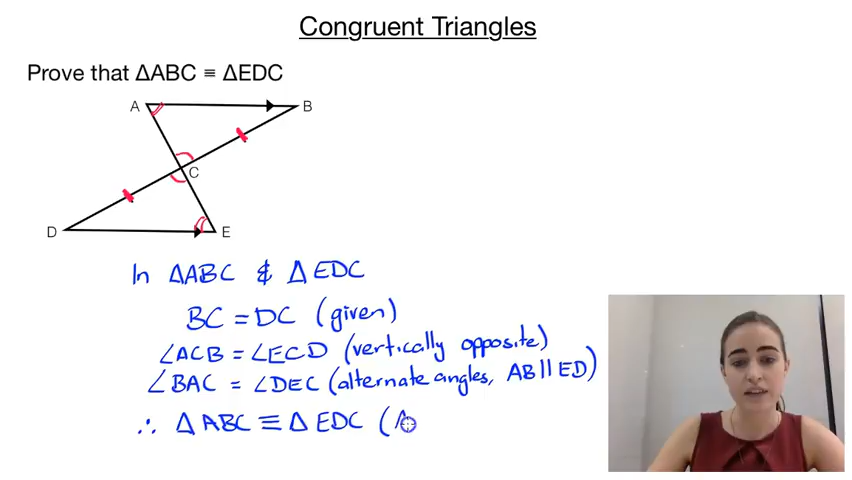 Congruent Triangles
Prove that ΔABC ≡ ΔEDC
A
B
C
D
E
In ΔABC & ΔEDC
BC = DC (given)
∠ACB = ∠ECD (vertically opposite)
∠BAC = ∠DEC (alternate angles, AB || ED)
∴ ΔABC ≡ ΔEDC (